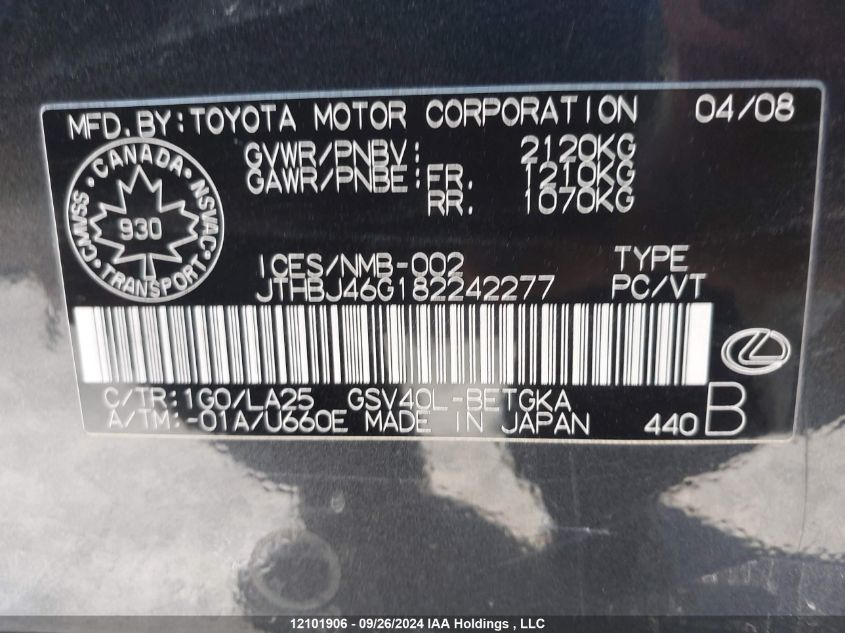 MFD. BY: TOYOTA MOTOR CORPORATION 04/08
GVWR/PNBV: 2120KG
GAWR/PNBE: FR. 1210KG
RR. 1070KG
CANADA
CMVSS NSVAC
930
TRANSPORT
ICES/NMB-002 TYPE
JTHBJ46G182242277 PC/VT
C/TR: 1G0/LA25 GSV40L-BETGKA
A/TM: -01A/U660E MADE IN JAPAN 440 B
12101906 - 09/26/2024 IAA Holdings , LLC